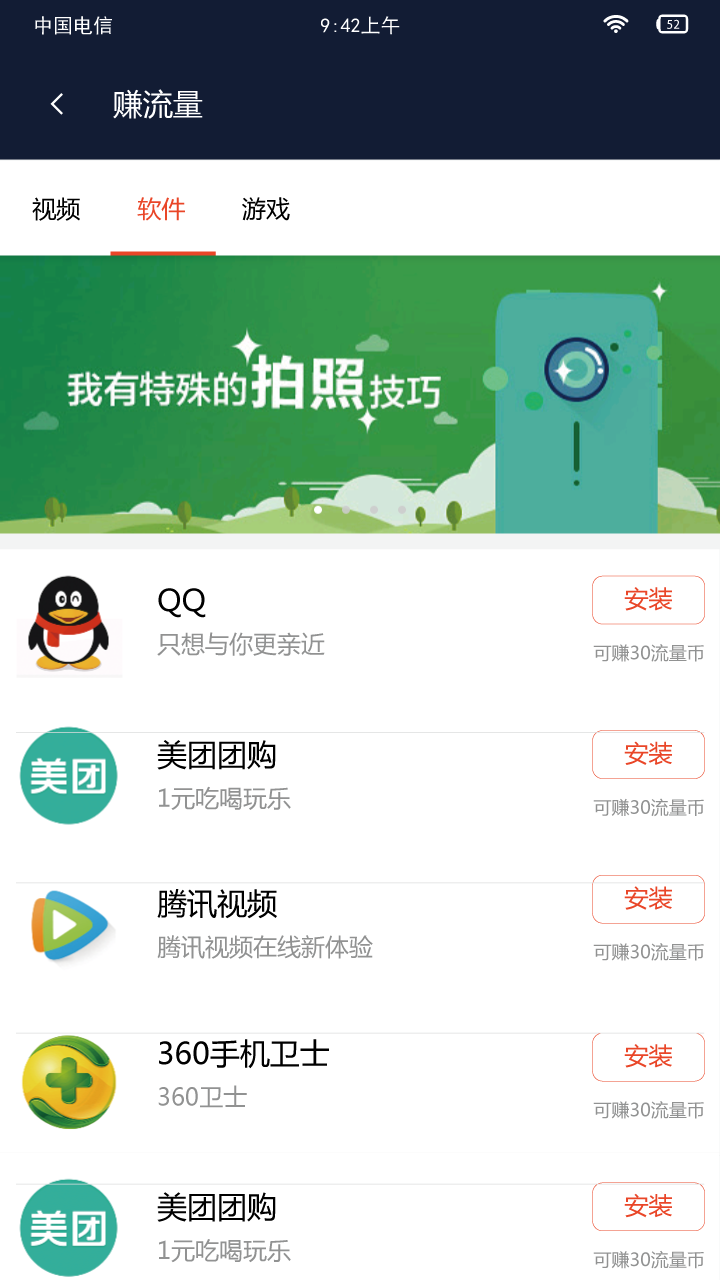 中国电信
9:42上午
52
赚流量
视频
软件
游戏
我有特殊的拍照技巧
QQ
只想与你更亲近
安装
可赚30流量币
美团
美团团购
1元吃喝玩乐
安装
可赚30流量币
腾讯视频
腾讯视频在线新体验
安装
可赚30流量币
360手机卫士
360卫士
安装
可赚30流量币
美团
美团团购
1元吃喝玩乐
安装
可赚30流量币